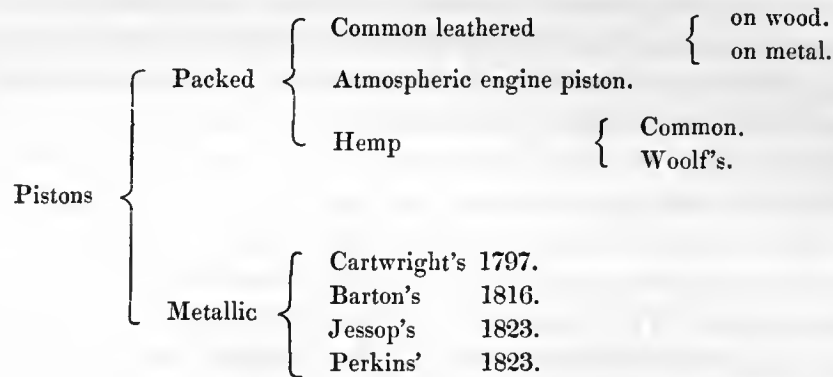 Pistons
Packed
Common leathered
on wood.
on metal.
Atmospheric engine piston.
Hemp
Common.
Woolf's.
Metallic
Cartwright's 1797.
Barton's 1816.
Jessop's 1823.
Perkins' 1823.